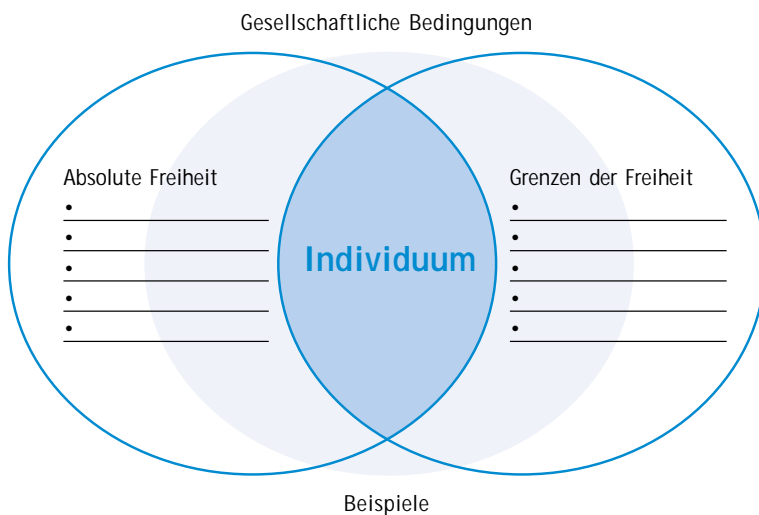 Gesellschaftliche Bedingungen
Absolute Freiheit
•
•
•
•
•
Individuum
Grenzen der Freiheit
•
•
•
•
•
Beispiele